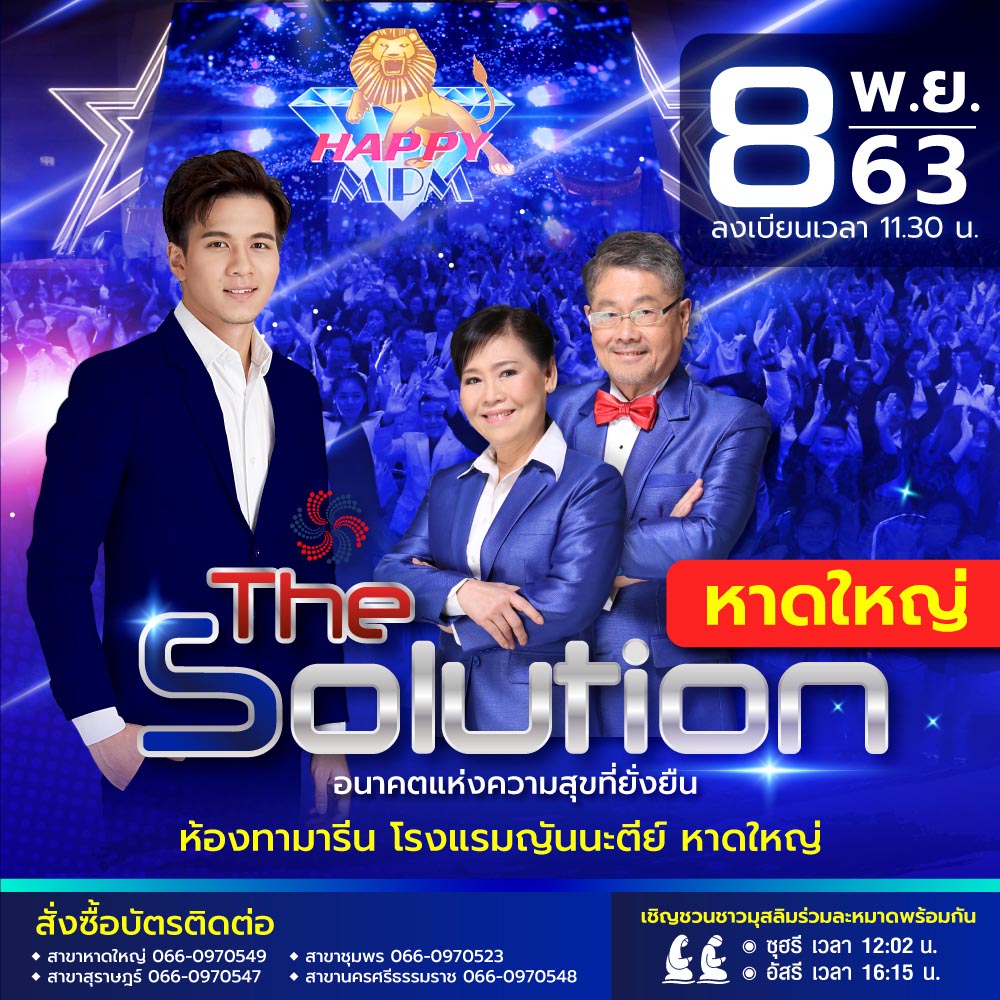 HAPPY
MPM
8
พ.ย.
63
ลงเบียนเวลา 11.30 น.
The
Solution
หาดใหญ่
อนาคตแห่งความสุขที่ยั่งยืน
ห้องทามารีน โรงแรมญันนะตีย์ หาดใหญ่
สั่งซื้อบัตรติดต่อ
สาขาหาดใหญ่ 066-0970549
สาขาชุมพร 066-0970523
สาขาสุราษฎร์ 066-0970547
สาขานครศรีธรรมราช 066-0970548
เชิญชวนชาวมุสลิมร่วมละหมาดพร้อมกัน
ซุฮรี เวลา 12:02 น.
อัสรี เวลา 16:15 น.